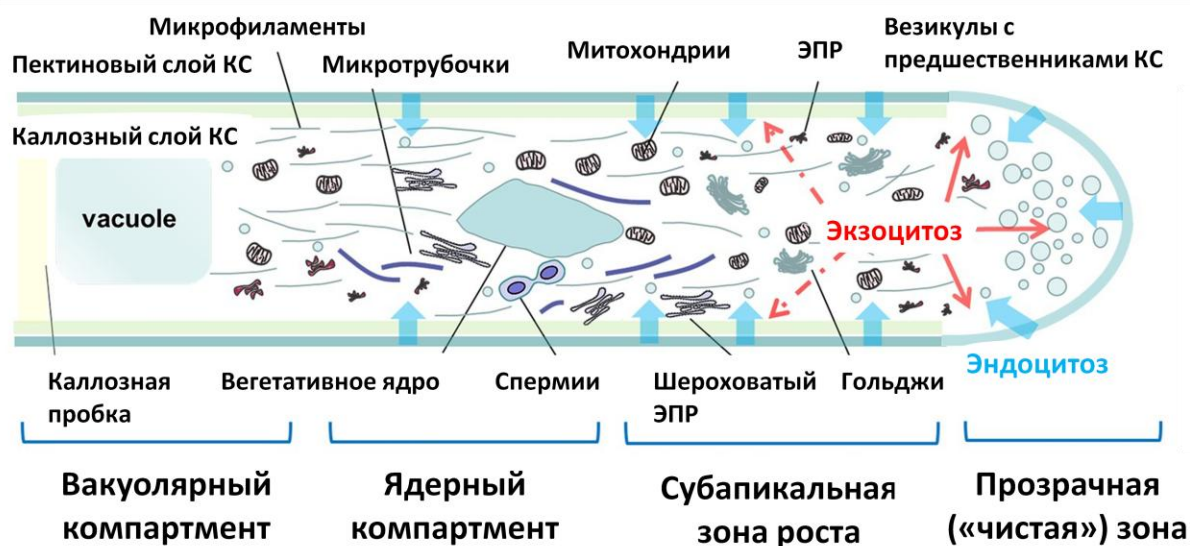 Микрофиламенты
Пектиновый слой КС
Микротрубочки
Митохондрии
ЭПР
Везикулы с
предшественниками КС
Каллозный слой КС
vacuole
Экзоцитоз
Эндоцитоз
Каллозная
пробка
Вегетативное ядро
Спермии
Шероховатый
ЭПР
Гольджи
Вакуолярный
компартмент
Ядерный
компартмент
Субапикальная
зона роста
Прозрачная
(«чистая») зона